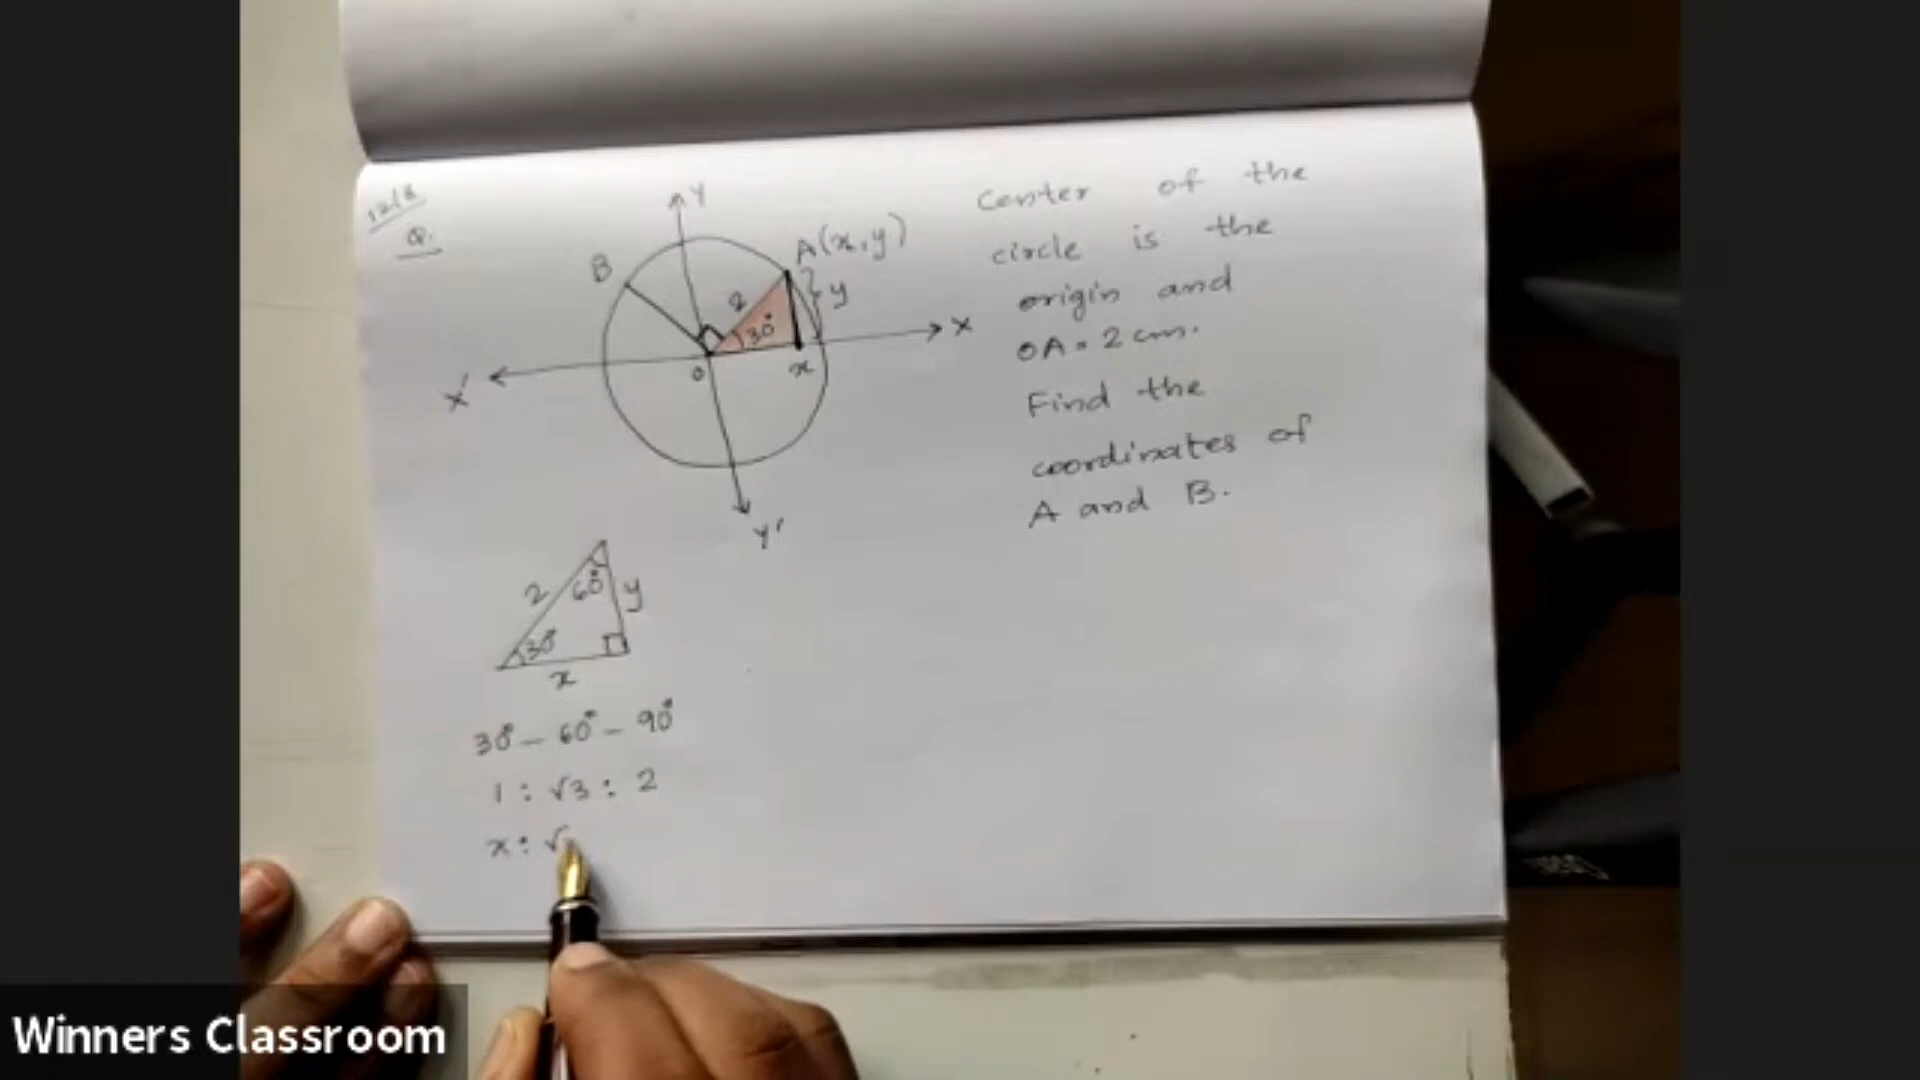 12/8
Q.
Y
A(x,y)
B
2
y
30°
X
O
x
X'
Y'
Center of the
circle is the
origin and
OA = 2 cm.
Find the
coordinates of
A and B.
2
60°
y
30°
x
30° – 60° – 90°
1 : √3 : 2
x : √
Winners Classroom